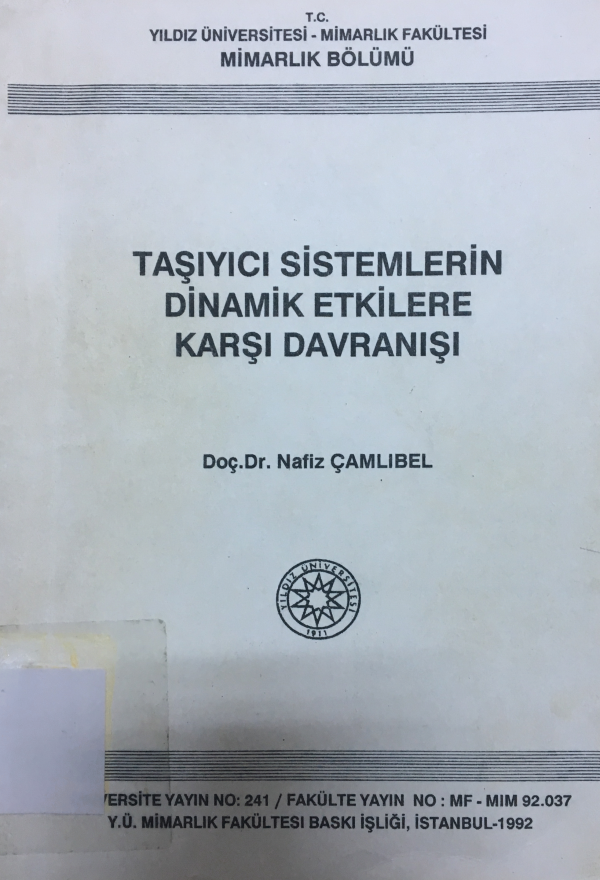 T.C.
YILDIZ ÜNİVERSİTESİ - MİMARLIK FAKÜLTESİ
MİMARLIK BÖLÜMÜ
TAŞIYICI SİSTEMLERİN
DİNAMİK ETKİLERE
KARŞI DAVRANIŞI
Doç.Dr. Nafiz ÇAMLIBEL
YILDIZ ÜNİVERSİTESİ
1911
VERSİTE YAYIN NO: 241 / FAKÜLTE YAYIN NO : MF - MIM 92.037
Y.Ü. MİMARLIK FAKÜLTESI BASKI İŞLİĞİ, İSTANBUL-1992